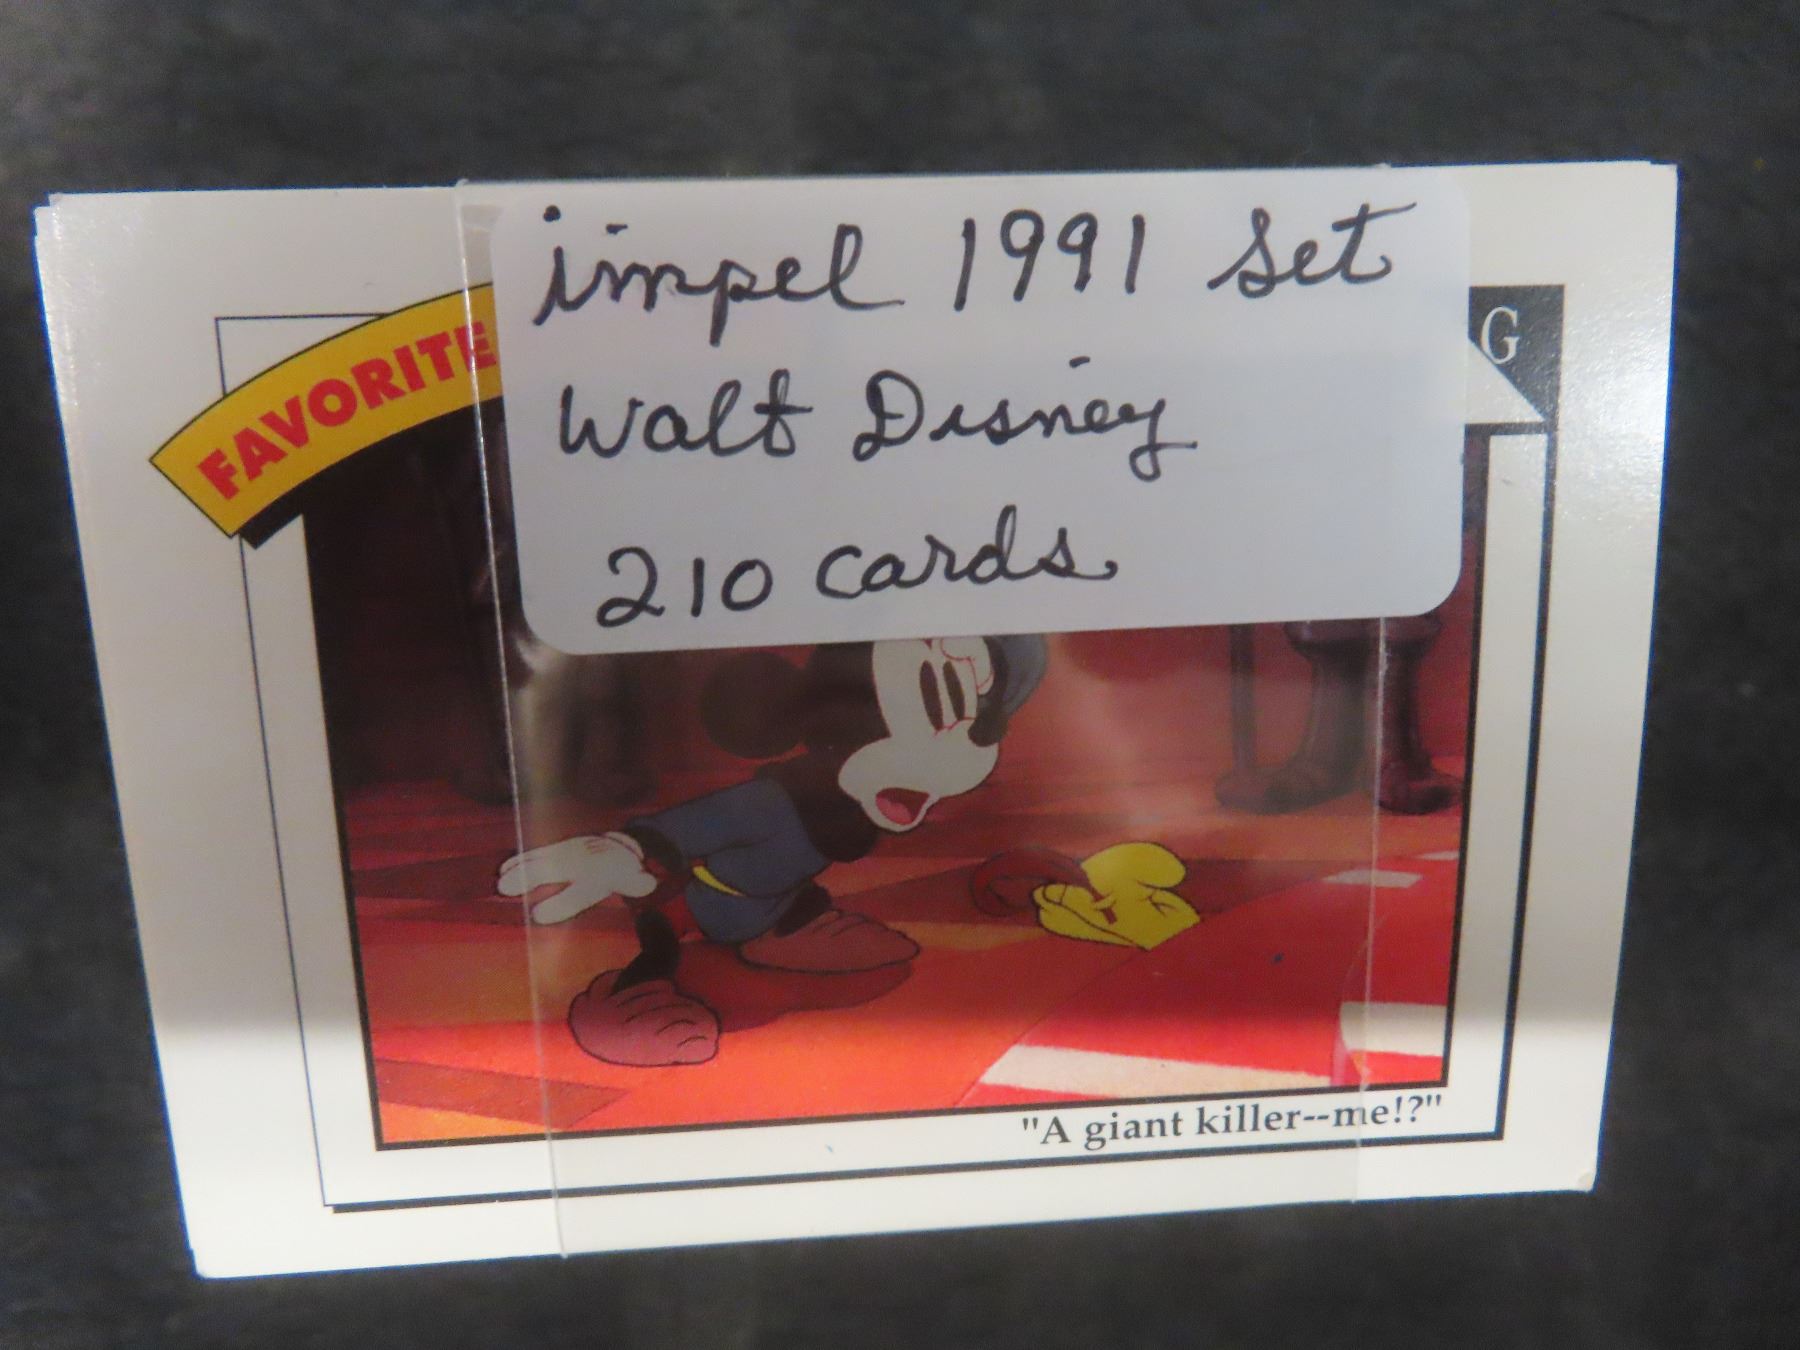 impel 1991 set
Walt Disney
210 cards
FAVORITE
G
"A giant killer--me!?"